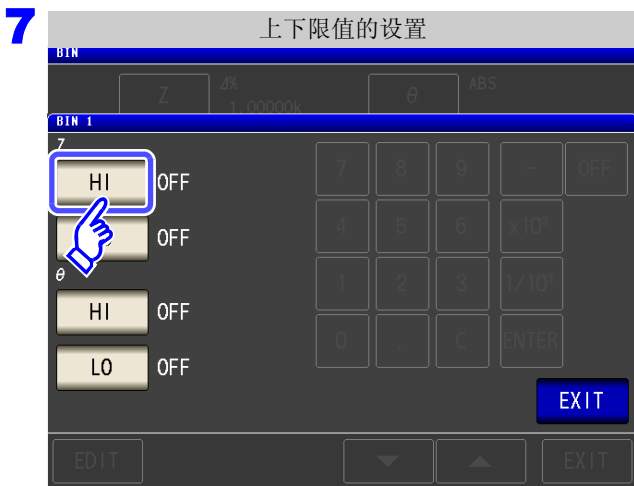 7
上下限值的设置
BIN
Z Δ% 1.00000k θ ABS
BIN 1
Z
HI OFF
OFF
θ
HI OFF
LO OFF
7 8 9 - OFF
4 5 6 x10³
1 2 3 1/10³
0 . C ENTER
EXIT
EDIT EXIT